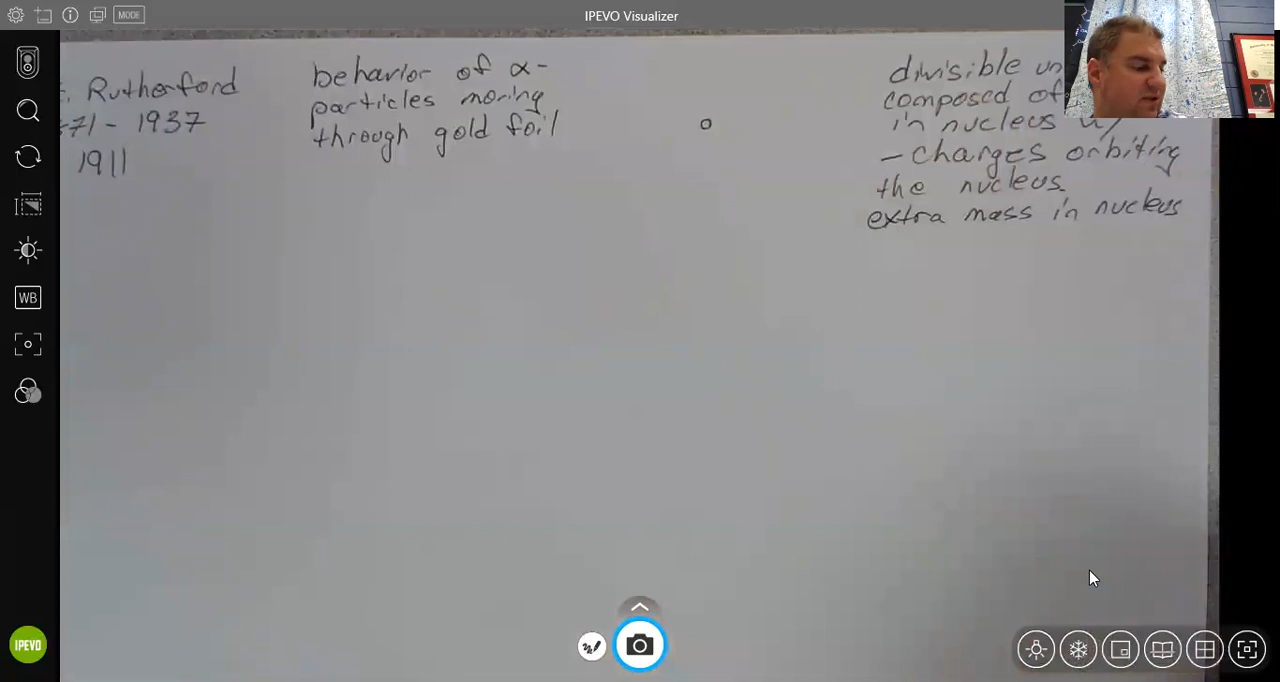 IPEVO Visualizer
MODE
WB
IPEVO
Rutherford
71 - 1937
1911
behavior of α-
particles moving
through gold foil
divisible
composed of
in nucleus w/
- charges orbiting
the nucleus.
extra mass in nucleus